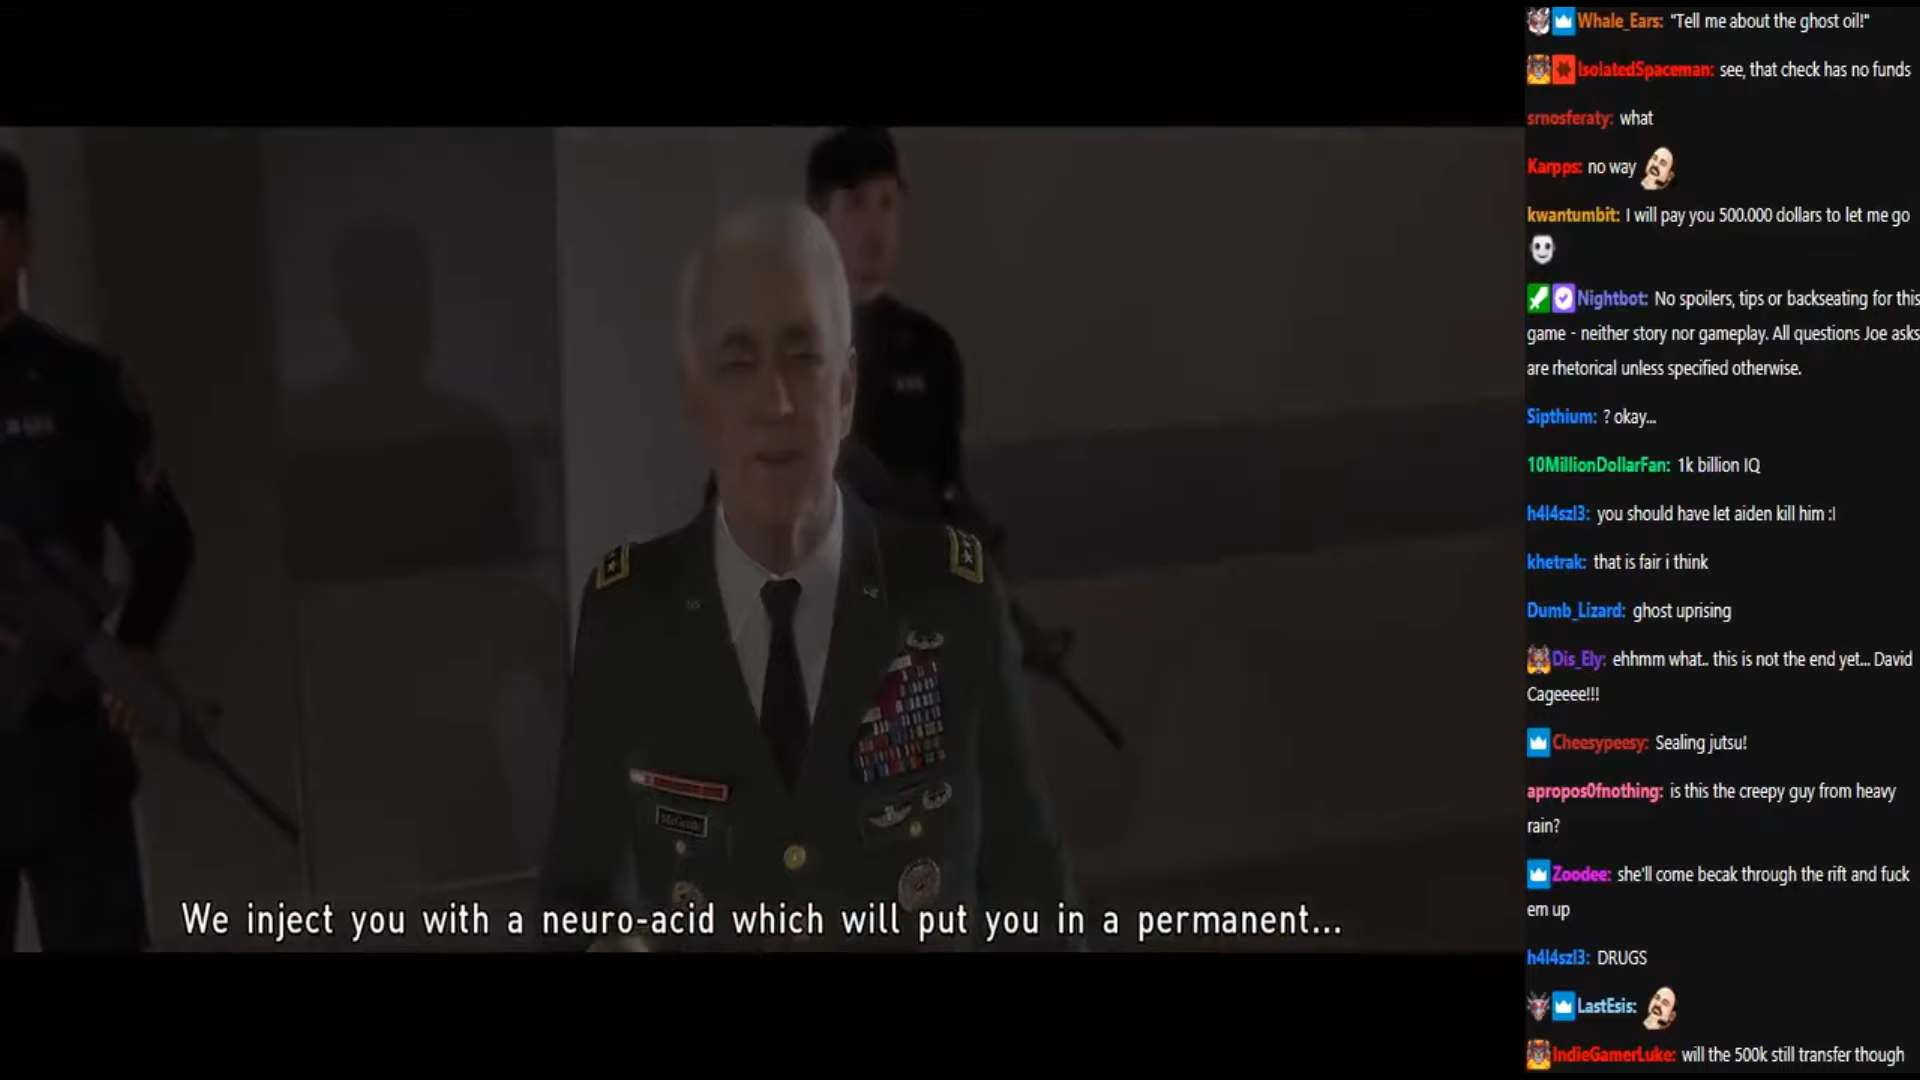 Whale_Ears: "Tell me about the ghost oil!"
IsolatedSpaceman: see, that check has no funds
srnosferaty: what
Karpps: no way
kwantumbit: I will pay you 500.000 dollars to let me go
Nightbot: No spoilers, tips or backseating for this
game - neither story nor gameplay. All questions Joe asks
are rhetorical unless specified otherwise.
Sipthium: ? okay...
10MillionDollarFan: 1k billion IQ
h4l4szl3: you should have let aiden kill him :l
khetrak: that is fair i think
Dumb_Lizard: ghost uprising
Dis_Ely: ehhmm what.. this is not the end yet... David
Cageeee!!!
Cheesypeesy: Sealing jutsu!
apropos0fnothing: is this the creepy guy from heavy
rain?
Zoodee: she'll come becak through the rift and fuck
em up
h4l4szl3: DRUGS
LastEsis:
IndieGamerLuke: will the 500k still transfer though
McGrath
We inject you with a neuro-acid which will put you in a permanent...